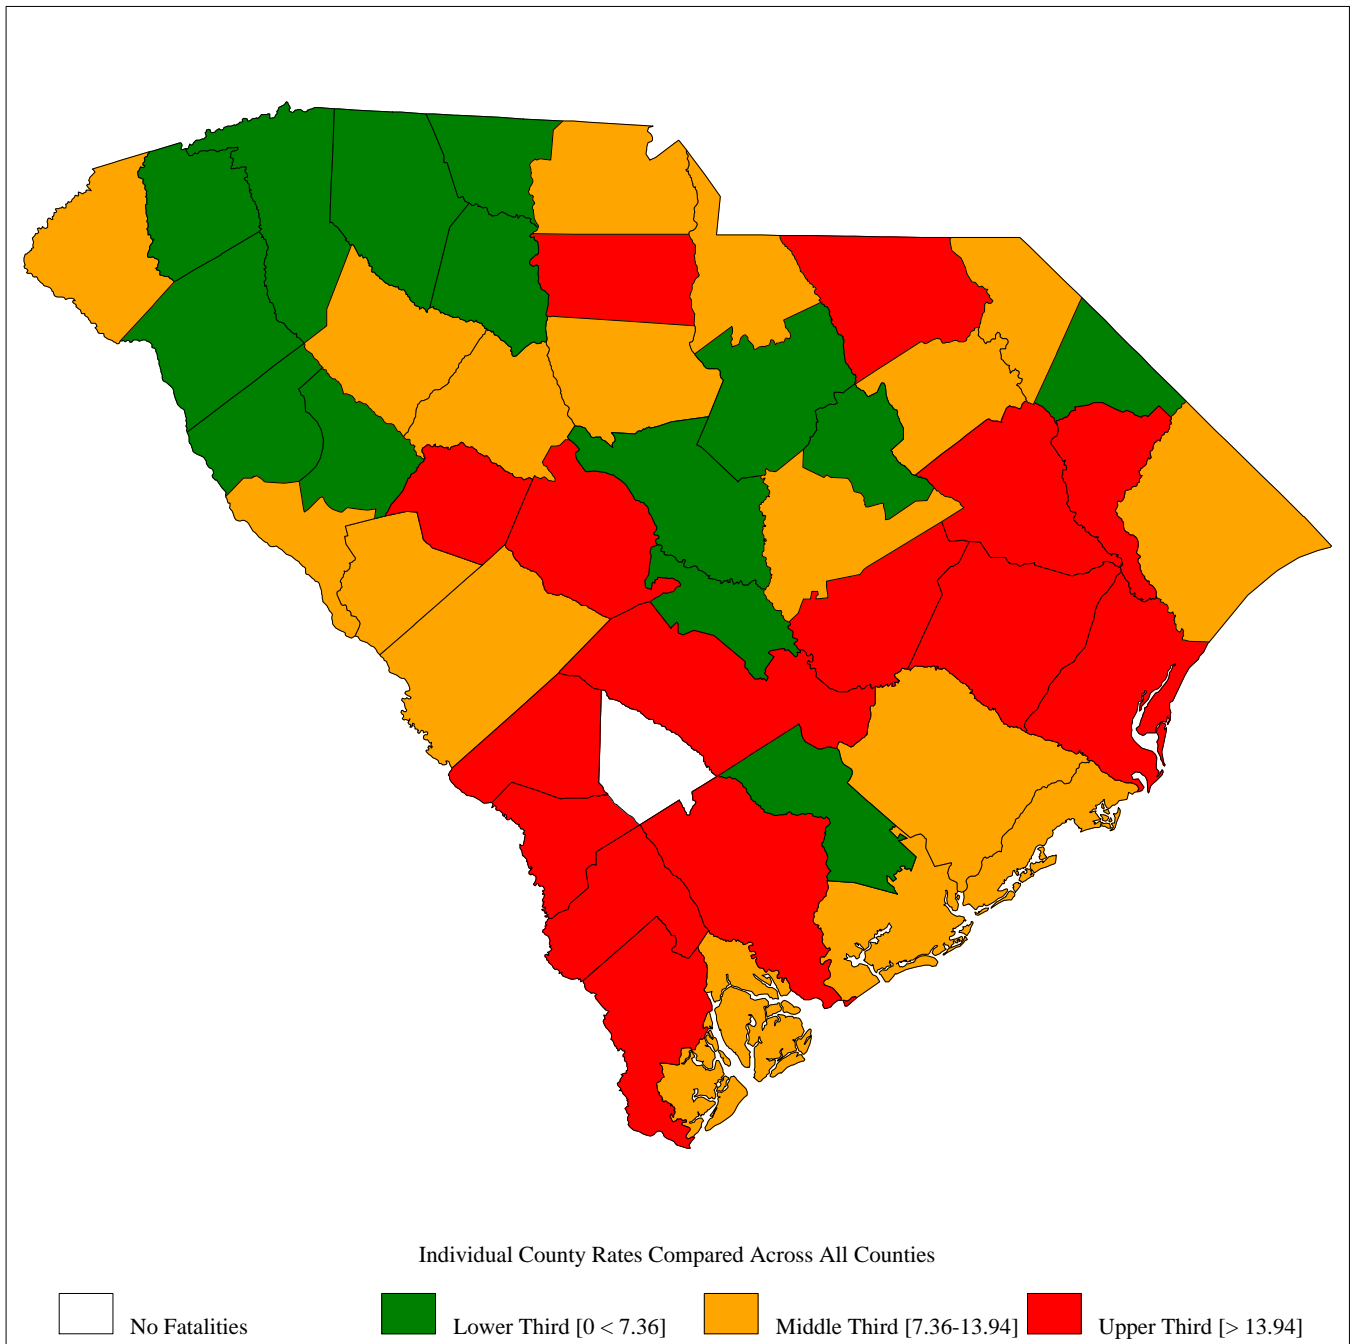 Individual County Rates Compared Across All Counties
No Fatalities Lower Third [0 < 7.36] Middle Third [7.36-13.94] Upper Third [> 13.94]